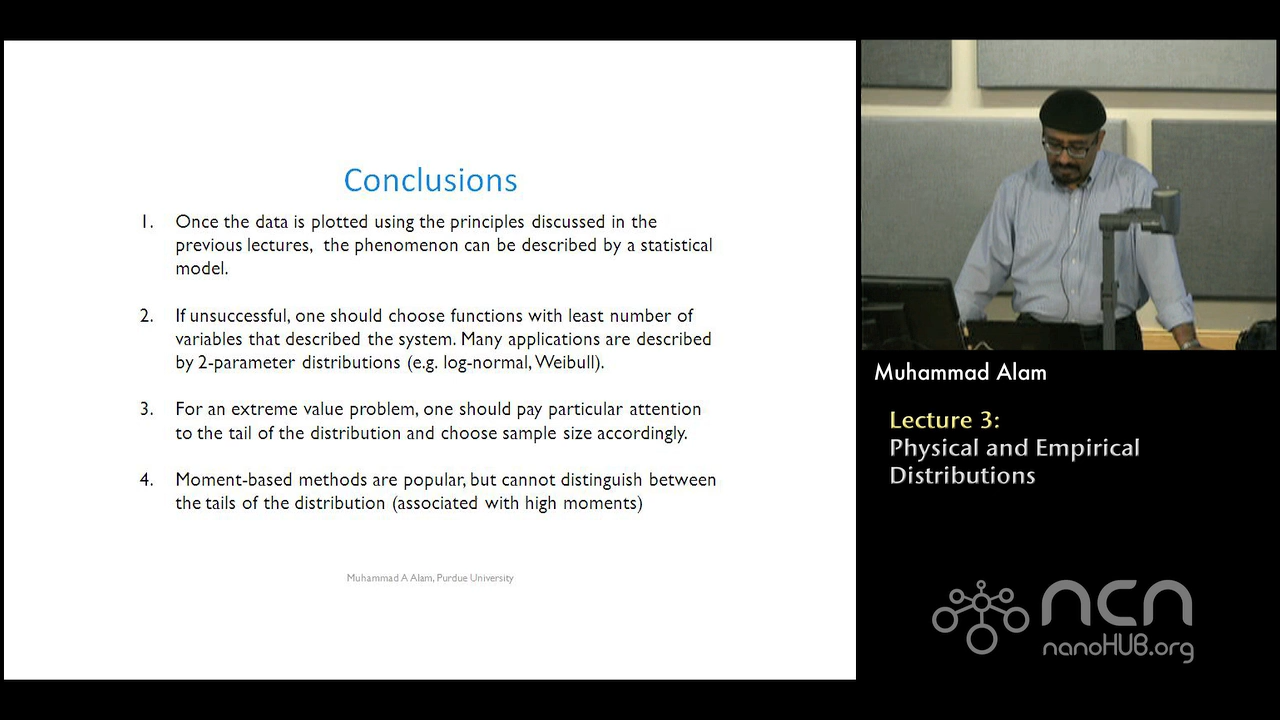 Conclusions
1. Once the data is plotted using the principles discussed in the
previous lectures, the phenomenon can be described by a statistical
model.
2. If unsuccessful, one should choose functions with least number of
variables that described the system. Many applications are described
by 2-parameter distributions (e.g. log-normal, Weibull).
3. For an extreme value problem, one should pay particular attention
to the tail of the distribution and choose sample size accordingly.
4. Moment-based methods are popular, but cannot distinguish between
the tails of the distribution (associated with high moments)
Muhammad A Alam, Purdue University
Muhammad Alam
Lecture 3:
Physical and Empirical
Distributions
ncn
nanoHUB.org